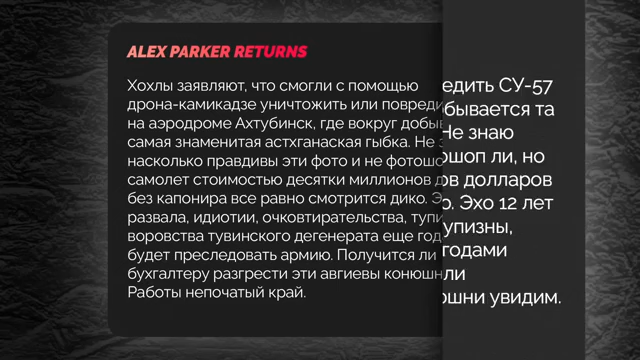 ALEX PARKER RETURNS
Хохлы заявляют, что смогли с помощью
дрона-камикадзе уничтожить или повреди
на аэродроме Ахтубинск, где вокруг добыв
самая знаменитая астхганаская гыбка. Не з
насколько правдивы эти фото и не фотошо
самолет стоимостью десятки миллионов д
без капонира все равно смотрится дико. Э
развала, идиотии, очковтирательства, тупи
воровства тувинского дегенерата еще год
будет преследовать армию. Получится ли
бухгалтеру разгрести эти авгиевы конюшн
Работы непочатый край.
едить СУ-57
бывается та
Не знаю
ошоп ли, но
ов долларов
о. Эхо 12 лет
упизны,
годами
ли
ошни увидим.